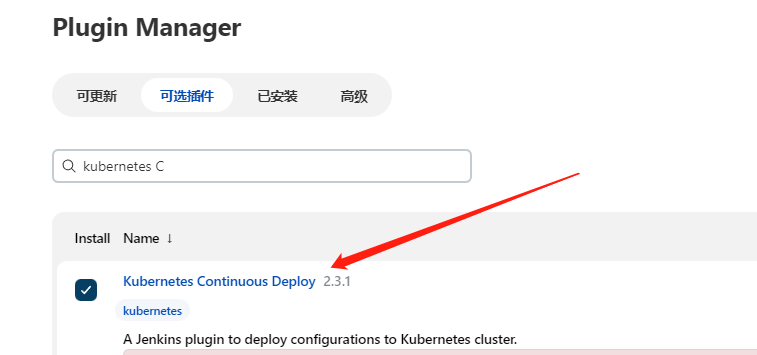 Plugin Manager
可更新 可选插件 已安装 高级
kubernetes C
Install Name ↓
Kubernetes Continuous Deploy 2.3.1
kubernetes
A Jenkins plugin to deploy configurations to Kubernetes cluster.